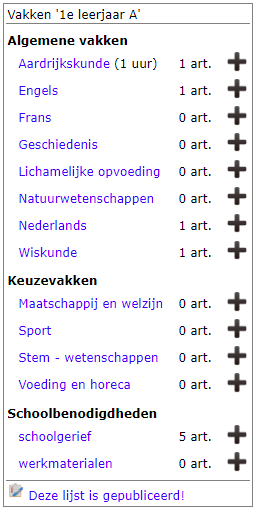 Vakken '1e leerjaar A'
Algemene vakken
Aardrijkskunde (1 uur) 1 art.
Engels 1 art.
Frans 0 art.
Geschiedenis 0 art.
Lichamelijke opvoeding 0 art.
Natuurwetenschappen 0 art.
Nederlands 1 art.
Wiskunde 1 art.
Keuzevakken
Maatschappij en welzijn 0 art.
Sport 0 art.
Stem - wetenschappen 0 art.
Voeding en horeca 0 art.
Schoolbenodigdheden
schoolgerief 5 art.
werkmaterialen 0 art.
Deze lijst is gepubliceerd!